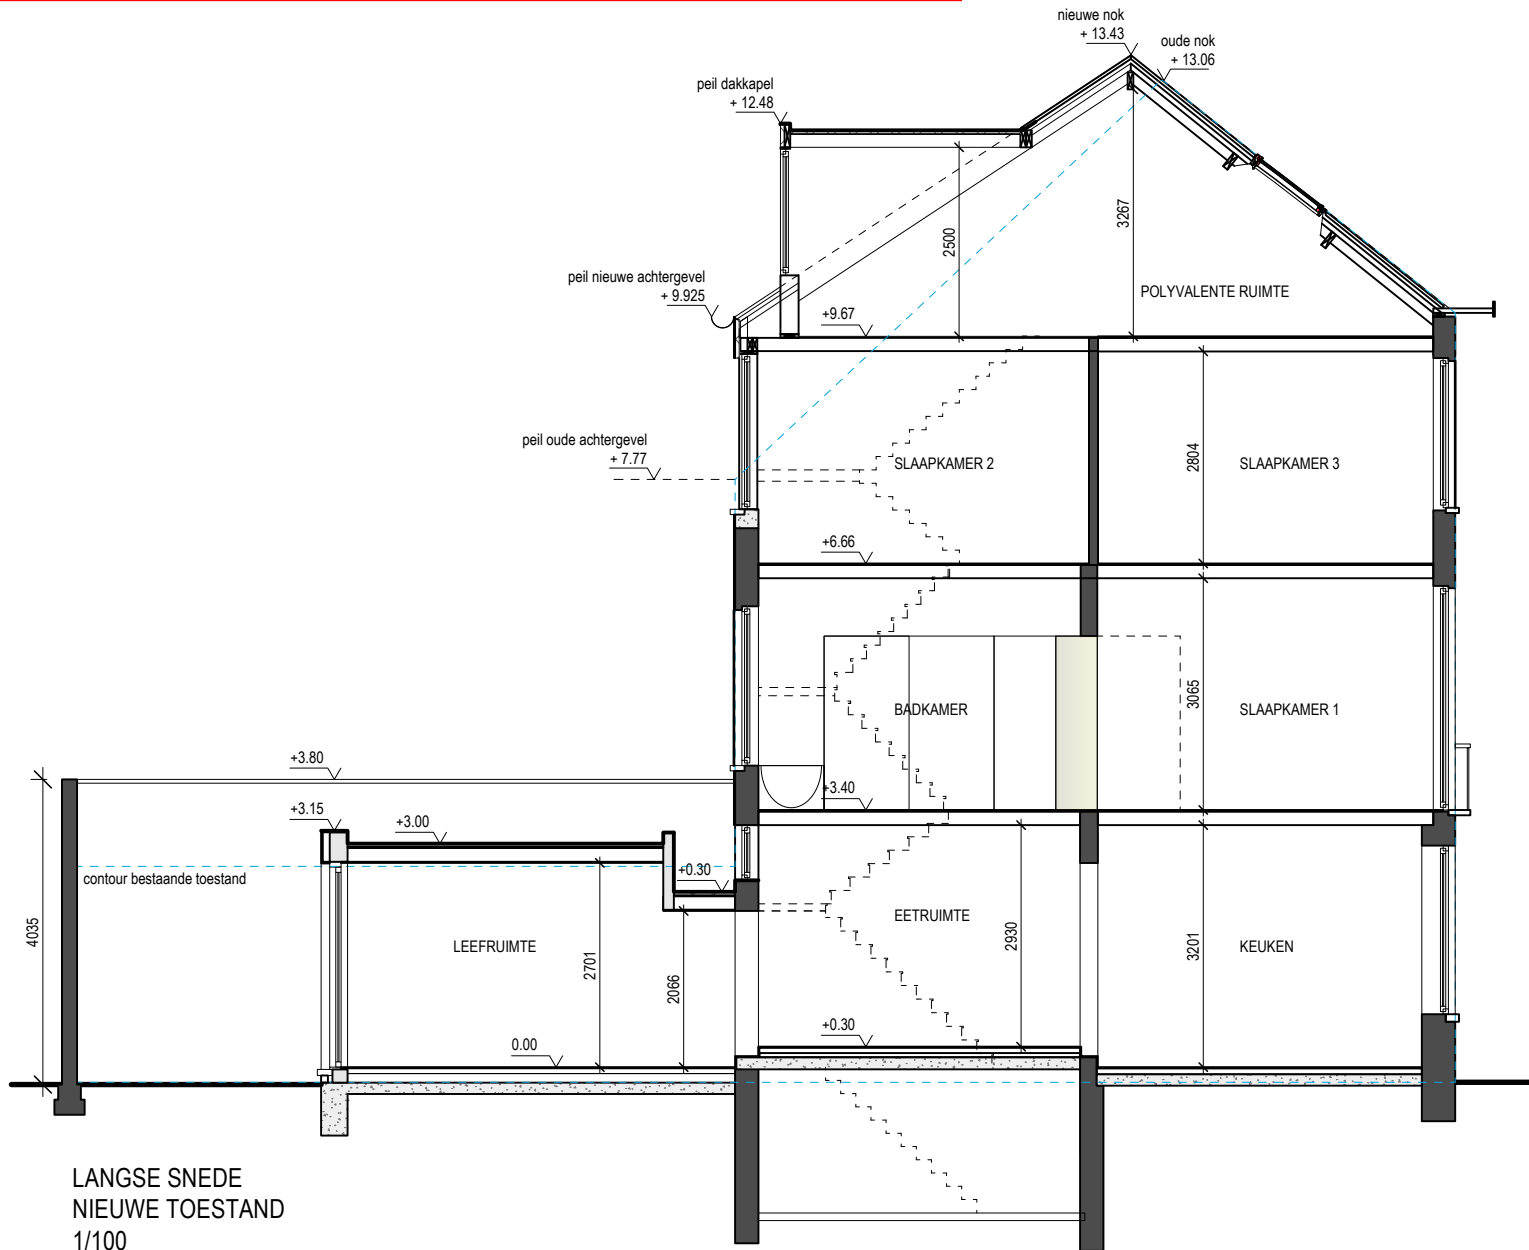 nieuwe nok
+ 13.43
oude nok
+ 13.06
peil dakkapel
+ 12.48
3267
2500
peil nieuwe achtergevel
+ 9.925
POLYVALENTE RUIMTE
+9.67
peil oude achtergevel
+ 7.77
SLAAPKAMER 2
2804
SLAAPKAMER 3
+6.66
3065
BADKAMER
SLAAPKAMER 1
+3.80
+3.40
+3.15
+3.00
+0.30
contour bestaande toestand
4035
LEEFRUIMTE
2701
2066
EETRUIMTE
2930
3201
KEUKEN
+0.30
0.00
LANGSE SNEDE
NIEUWE TOESTAND
1/100